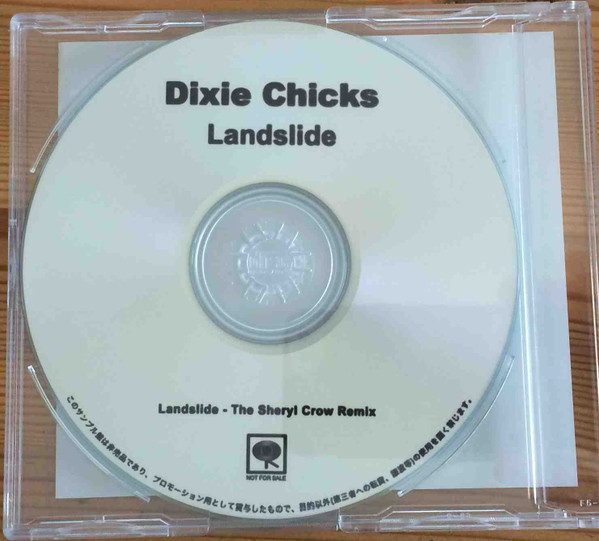 Dixie Chicks
Landslide
Landslide - The Sheryl Crow Remix
NOT FOR SALE
このサンプル盤は非売品であり、プロモーション用として貸与したもので、目的以外(第三者への転貸、譲渡等)の使用を固く禁じます。